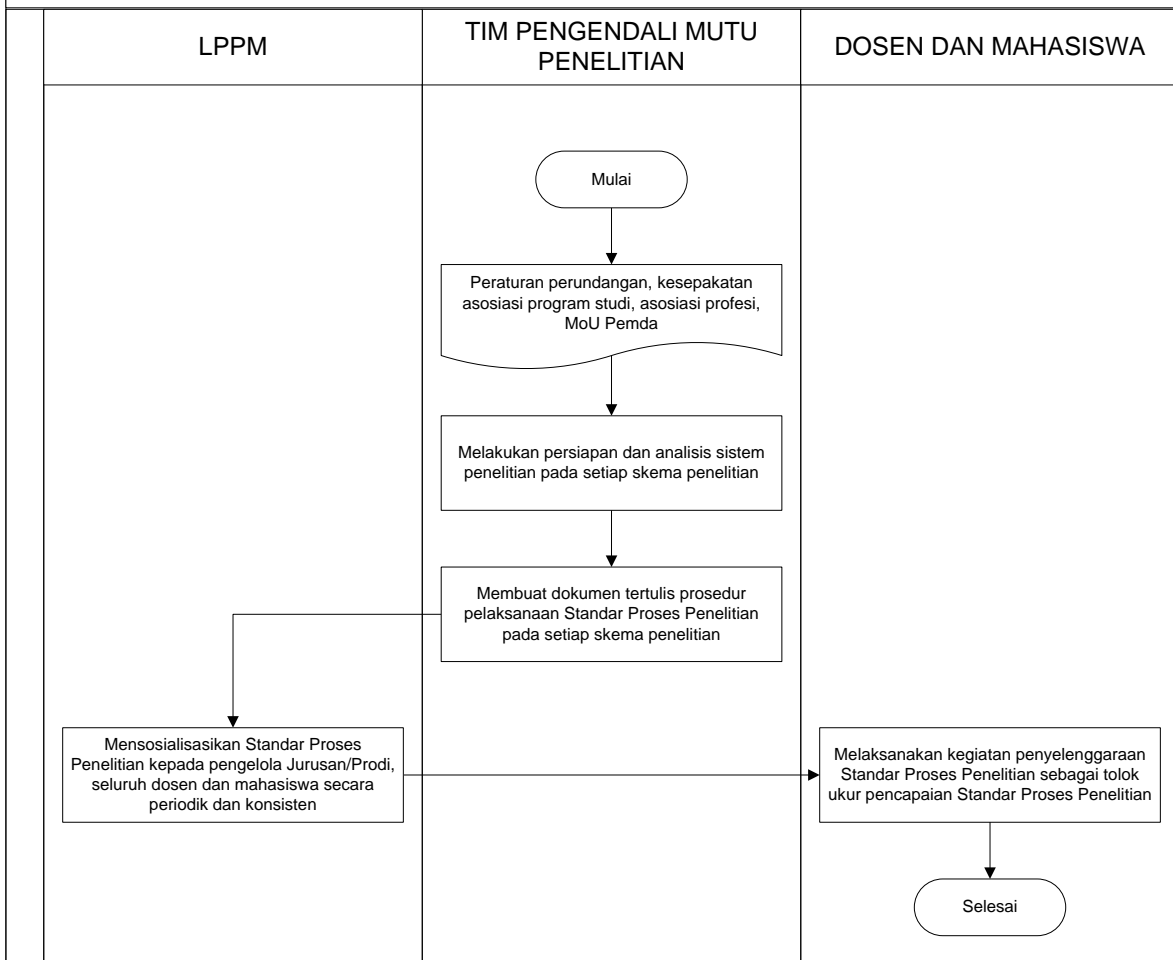 LPPM
TIM PENGENDALI MUTU
PENELITIAN
DOSEN DAN MAHASISWA
Mulai
Peraturan perundangan, kesepakatan
asosiasi program studi, asosiasi profesi,
MoU Pemda
Melakukan persiapan dan analisis sistem
penelitian pada setiap skema penelitian
Membuat dokumen tertulis prosedur
pelaksanaan Standar Proses Penelitian
pada setiap skema penelitian
Mensosialisasikan Standar Proses
Penelitian kepada pengelola Jurusan/Prodi,
seluruh dosen dan mahasiswa secara
periodik dan konsisten
Melaksanakan kegiatan penyelenggaraan
Standar Proses Penelitian sebagai tolok
ukur pencapaian Standar Proses Penelitian
Selesai